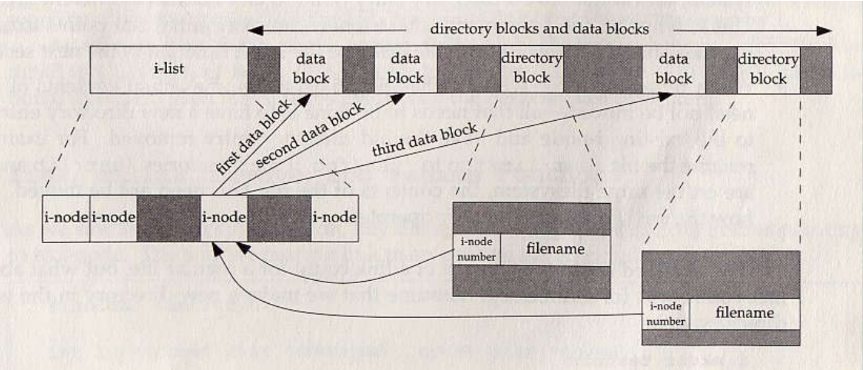 directory blocks and data blocks
i-list
data
block
data
block
directory
block
data
block
directory
block
first data block
second data block
third data block
i-node
i-node
i-node
i-node
i-node
number
filename
i-node
number
filename